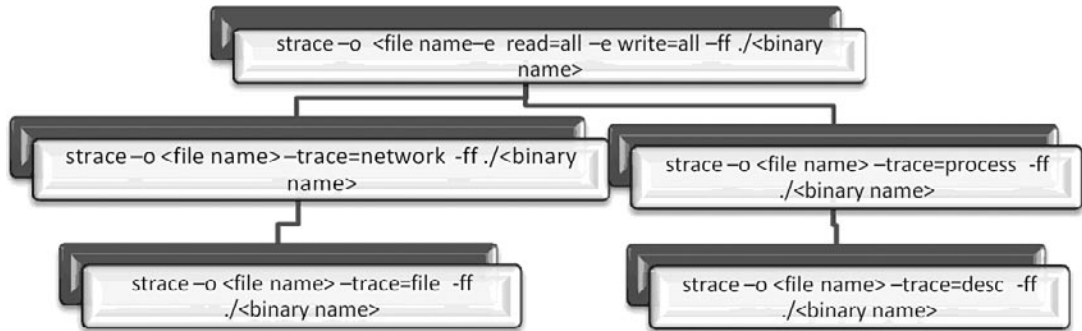 strace –o <file name–e read=all –e write=all –ff ./<binary
name>
strace –o <file name> –trace=network -ff ./<binary
name>
strace –o <file name> –trace=process -ff
./<binary name>
strace –o <file name> –trace=file -ff
./<binary name>
strace –o <file name> –trace=desc -ff
./<binary name>